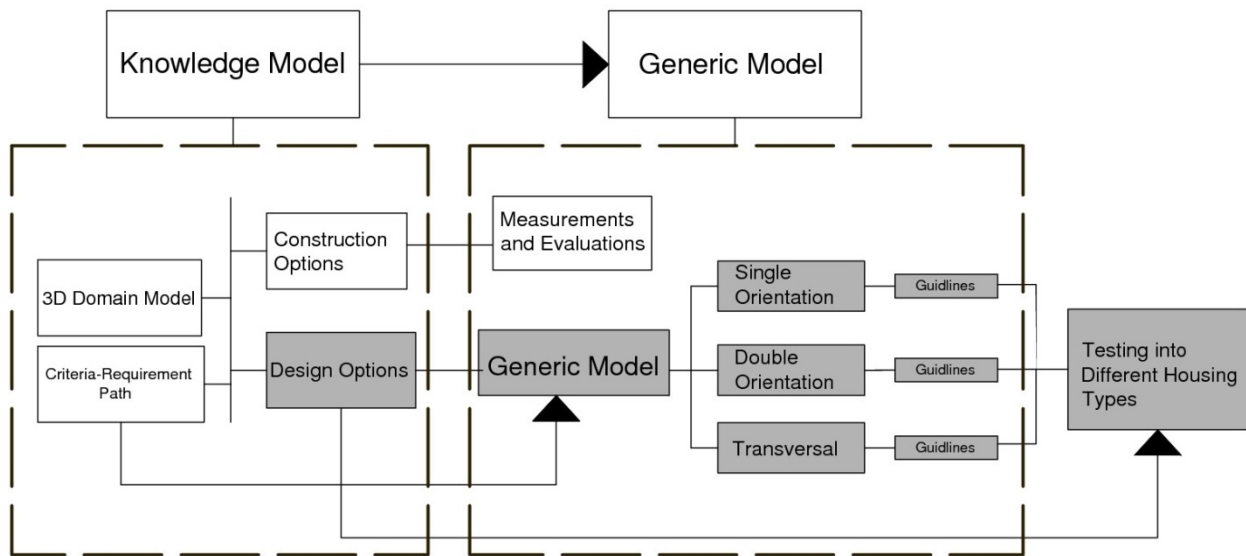 Knowledge Model
Generic Model
Construction
Options
Measurements
and Evaluations
3D Domain Model
Criteria-Requirement
Path
Design Options
Generic Model
Single
Orientation
Guidlines
Double
Orientation
Guidlines
Transversal
Guidlines
Testing into
Different Housing
Types